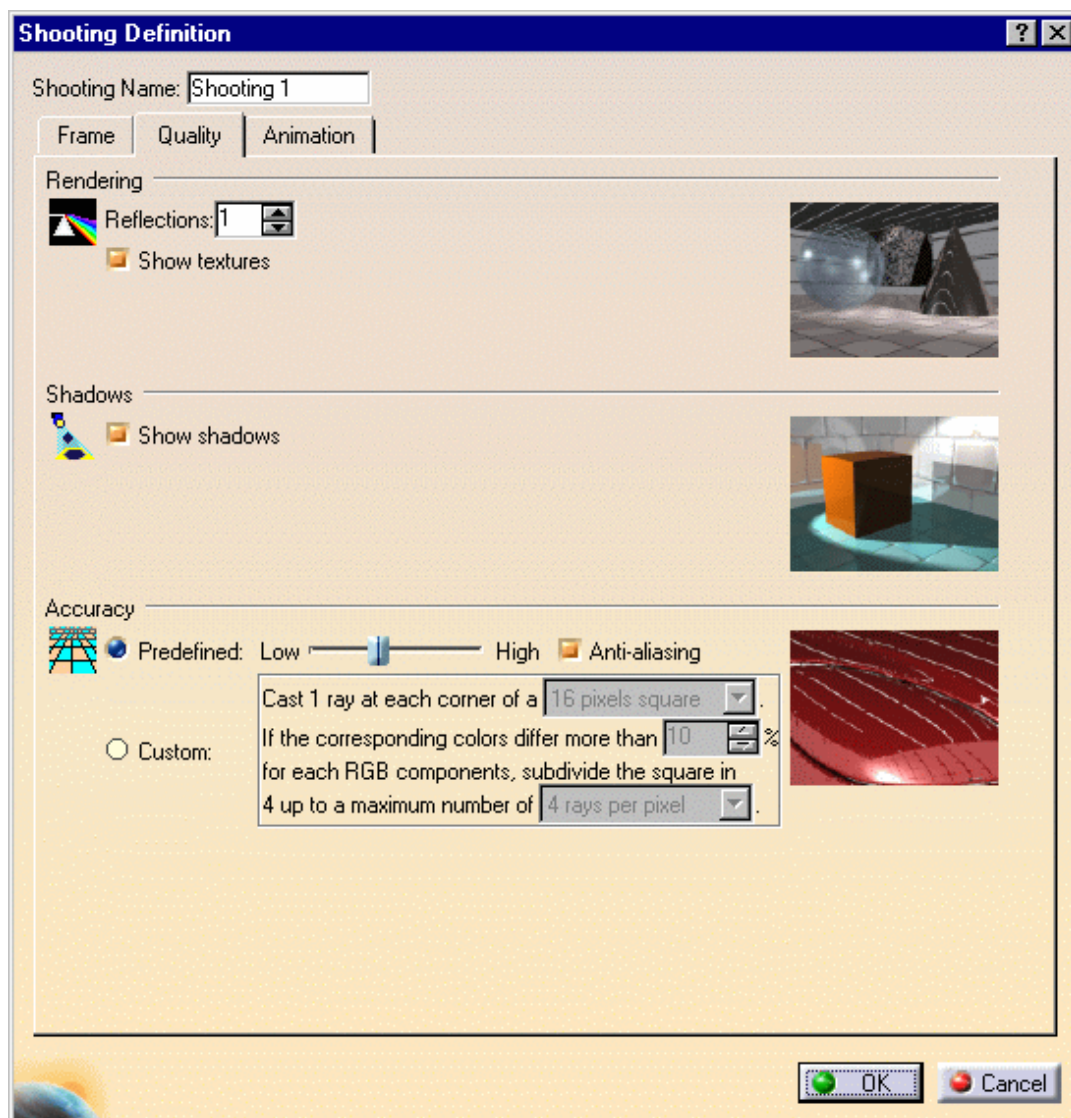 Shooting Definition
Shooting Name: Shooting 1
Frame Quality Animation
Rendering
Reflections: 1
Show textures
Shadows
Show shadows
Accuracy
Predefined: Low High Anti-aliasing
Cast 1 ray at each corner of a 16 pixels square .
If the corresponding colors differ more than 10 %
Custom:
for each RGB components, subdivide the square in
4 up to a maximum number of 4 rays per pixel .
OK Cancel